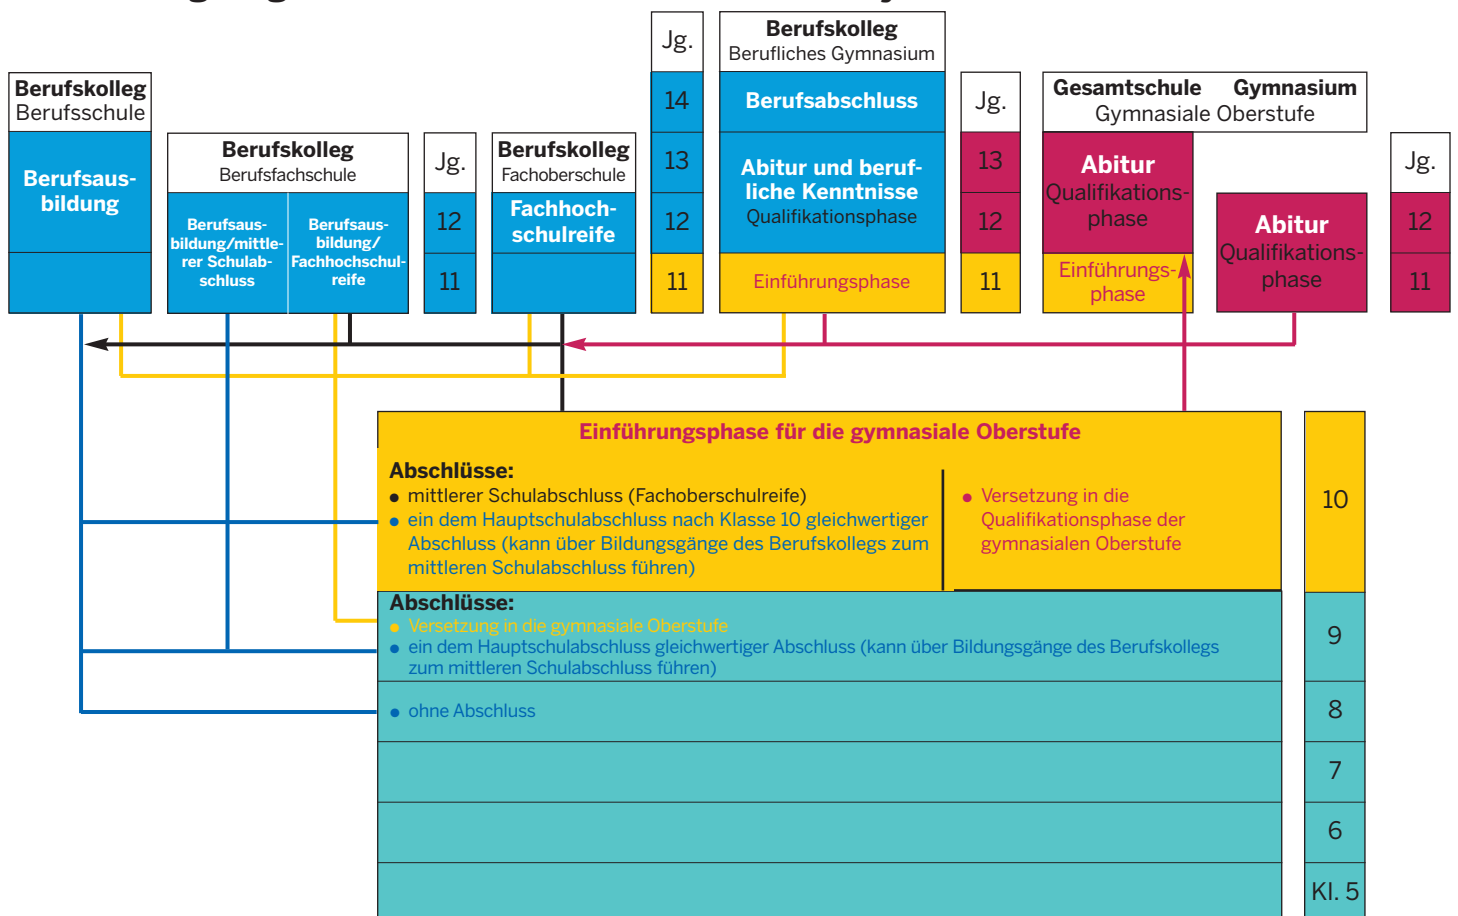 Berufskolleg
Berufsschule
Berufsaus-
bildung
Berufskolleg
Berufsfachschule
Berufsaus-
bildung/mittle-
rer Schulab-
schluss
Berufsaus-
bildung/
Fachhochschul-
reife
Jg.
12
11
Berufskolleg
Fachoberschule
Fachhoch-
schulreife
Jg.
14
13
12
11
Berufskolleg
Berufliches Gymnasium
Berufsabschluss
Abitur und beruf-
liche Kenntnisse
Qualifikationsphase
Einführungsphase
Jg.
13
12
11
Gesamtschule Gymnasium
Gymnasiale Oberstufe
Abitur
Qualifikations-
phase
Einführungs-
phase
Abitur
Qualifikations-
phase
Jg.
12
11
Einführungsphase für die gymnasiale Oberstufe
Abschlüsse:
• mittlerer Schulabschluss (Fachoberschulreife)
• ein dem Hauptschulabschluss nach Klasse 10 gleichwertiger
Abschluss (kann über Bildungsgänge des Berufskollegs zum
mittleren Schulabschluss führen)
• Versetzung in die
Qualifikationsphase der
gymnasialen Oberstufe
10
Abschlüsse:
• Versetzung in die gymnasiale Oberstufe
• ein dem Hauptschulabschluss gleichwertiger Abschluss (kann über Bildungsgänge des Berufskollegs
zum mittleren Schulabschluss führen)
9
• ohne Abschluss
8
7
6
Kl. 5